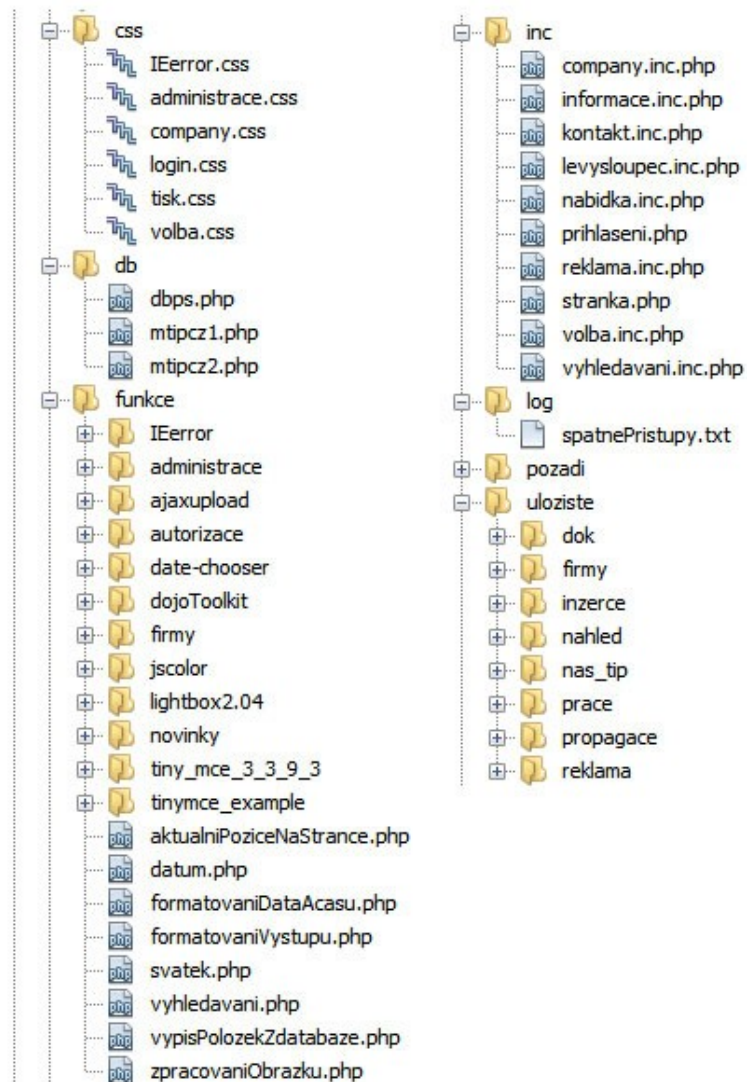 css
IEerror.css
administrace.css
company.css
login.css
tisk.css
volba.css
db
dbps.php
mtipcz1.php
mtipcz2.php
funkce
IEerror
administrace
ajaxupload
autorizace
date-chooser
dojoToolkit
firmy
jscolor
lightbox2.04
novinky
tiny_mce_3_3_9_3
tinymce_example
aktualniPoziceNaStrance.php
datum.php
formatovaniDataAcasu.php
formatovaniVystupu.php
svatek.php
vyhledavani.php
vypisPolozekZdatabaze.php
zpracovaniObrazku.php
inc
company.inc.php
informace.inc.php
kontakt.inc.php
levysloupec.inc.php
nabidka.inc.php
prihlaseni.php
reklama.inc.php
stranka.php
volba.inc.php
vyhledavani.inc.php
log
spatnePristupy.txt
pozadi
uloziste
dok
firmy
inzerce
nahled
nas_tip
prace
propagace
reklama